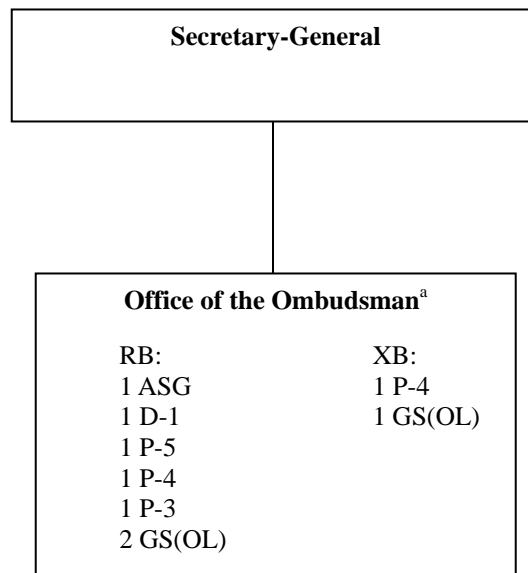 Secretary-General
Office of the Ombudsmanᵃ
RB: XB:
1 ASG 1 P-4
1 D-1 1 GS(OL)
1 P-5
1 P-4
1 P-3
2 GS(OL)